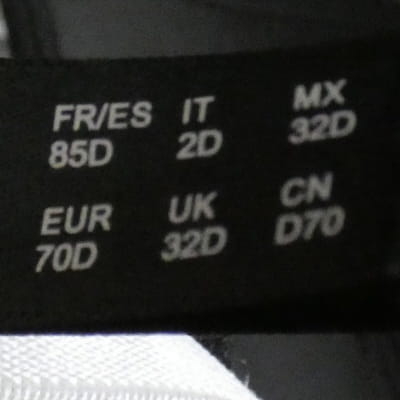 FR/ES IT MX
85D 2D 32D
EUR UK CN
70D 32D D70